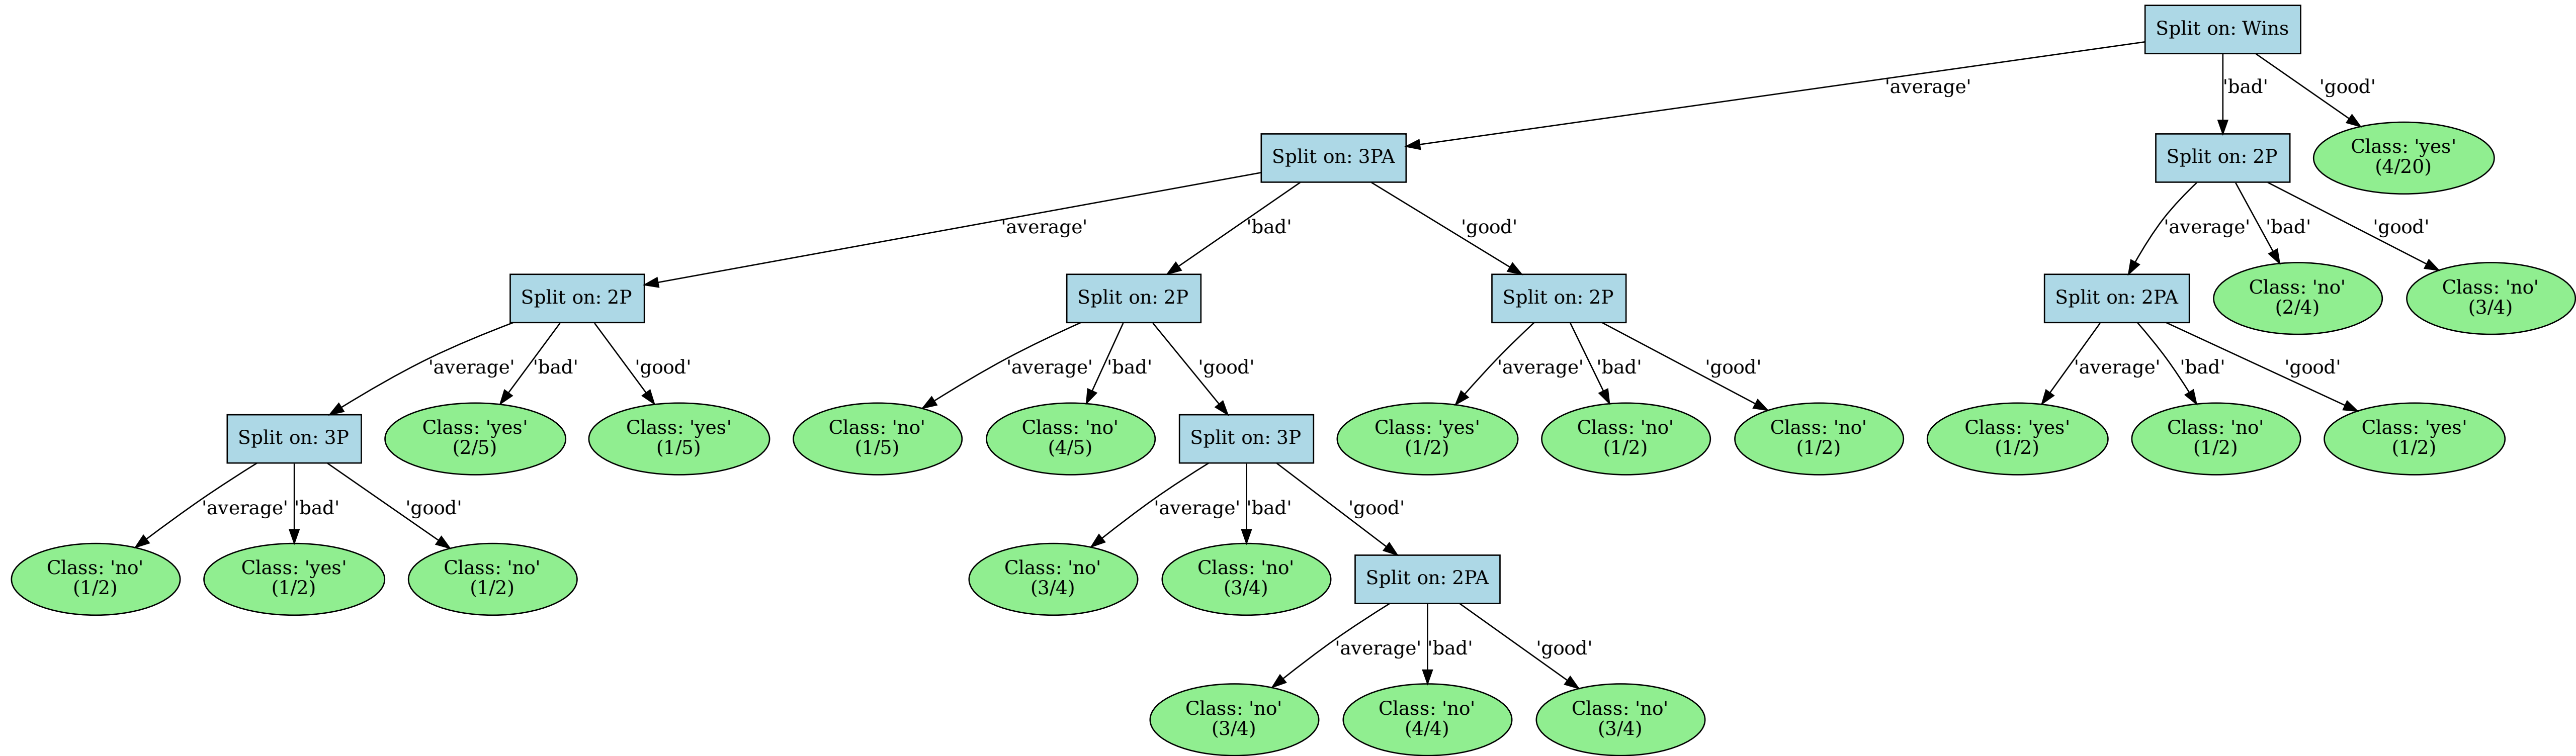 Split on: Wins
'average'
'bad'
'good'
Split on: 3PA
Split on: 2P
Class: 'yes'
(4/20)
'average'
'bad'
'good'
'average'
'bad'
'good'
Split on: 2P
Split on: 2P
Split on: 2P
Split on: 2PA
Class: 'no'
(2/4)
Class: 'no'
(3/4)
'average'
'bad'
'good'
'average'
'bad'
'good'
'average'
'bad'
'good'
'average'
'bad'
'good'
Split on: 3P
Class: 'yes'
(2/5)
Class: 'yes'
(1/5)
Class: 'no'
(1/5)
Class: 'no'
(4/5)
Split on: 3P
Class: 'yes'
(1/2)
Class: 'no'
(1/2)
Class: 'no'
(1/2)
Class: 'yes'
(1/2)
Class: 'no'
(1/2)
Class: 'yes'
(1/2)
'average'
'bad'
'good'
'average'
'bad'
'good'
Class: 'no'
(1/2)
Class: 'yes'
(1/2)
Class: 'no'
(1/2)
Class: 'no'
(3/4)
Class: 'no'
(3/4)
Split on: 2PA
'average'
'bad'
'good'
Class: 'no'
(3/4)
Class: 'no'
(4/4)
Class: 'no'
(3/4)